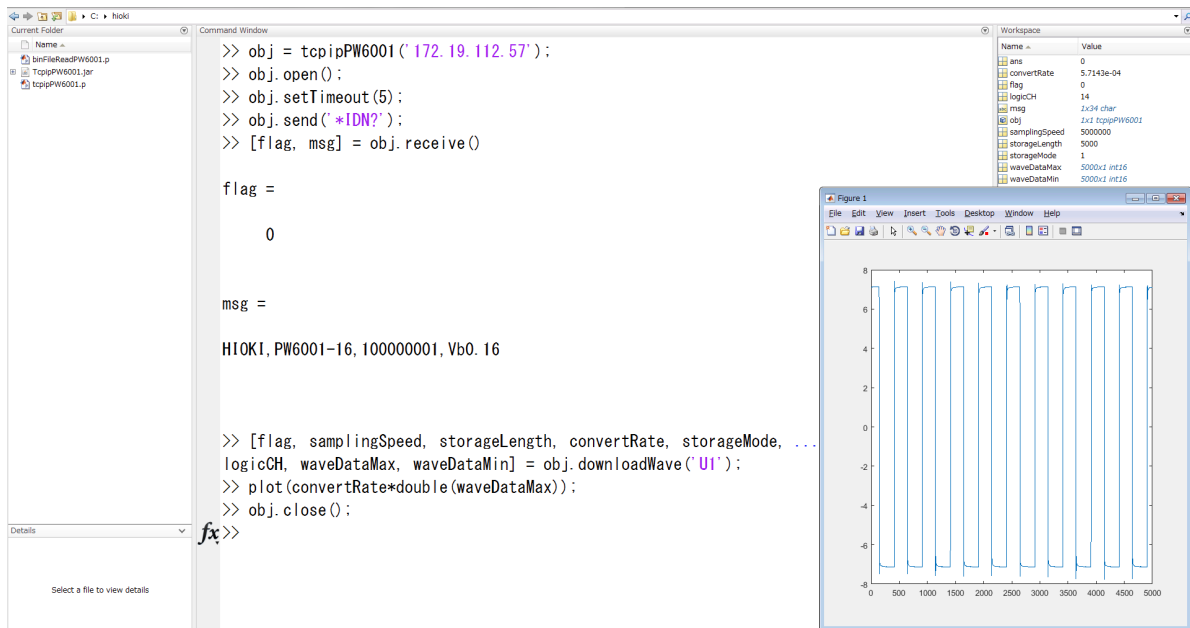 C: ▸ hioki
Current Folder
Name
binFileReadPW6001.p
TcpipPW6001.jar
tcpipPW6001.p
Details
Select a file to view details
Command Window
>> obj = tcpipPW6001('172.19.112.57');
>> obj.open();
>> obj.setTimeout(5);
>> obj.send('*IDN?');
>> [flag, msg] = obj.receive()
flag =
0
msg =
HIOKI,PW6001-16,100000001,Vb0.16
>> [flag, samplingSpeed, storageLength, convertRate, storageMode, ...
logicCH, waveDataMax, waveDataMin] = obj.downloadWave('U1');
>> plot(convertRate*double(waveDataMax));
>> obj.close();
fx >>
Workspace
Name Value
ans 0
convertRate 5.7143e-04
flag 0
logicCH 14
msg 1x34 char
obj 1x1 tcpipPW6001
samplingSpeed 5000000
storageLength 5000
storageMode 1
waveDataMax 5000x1 int16
waveDataMin 5000x1 int16
Figure 1
File Edit View Insert Tools Desktop Window Help
8
6
4
2
0
-2
-4
-6
-8
0 500 1000 1500 2000 2500 3000 3500 4000 4500 5000